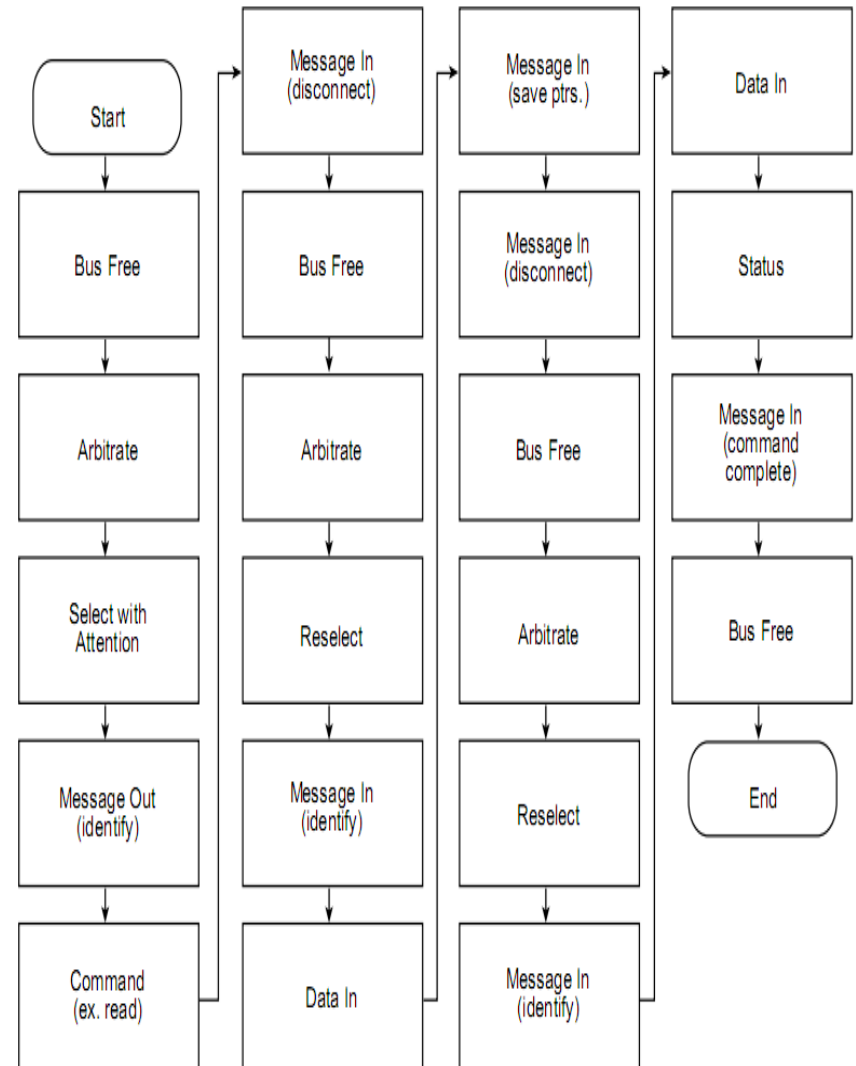 Start
Bus Free
Arbitrate
Select with
Attention
Message Out
(identify)
Command
(ex. read)
Message In
(disconnect)
Bus Free
Arbitrate
Reselect
Message In
(identify)
Data In
Message In
(save ptrs.)
Message In
(disconnect)
Bus Free
Arbitrate
Reselect
Message In
(identify)
Data In
Status
Message In
(command
complete)
Bus Free
End